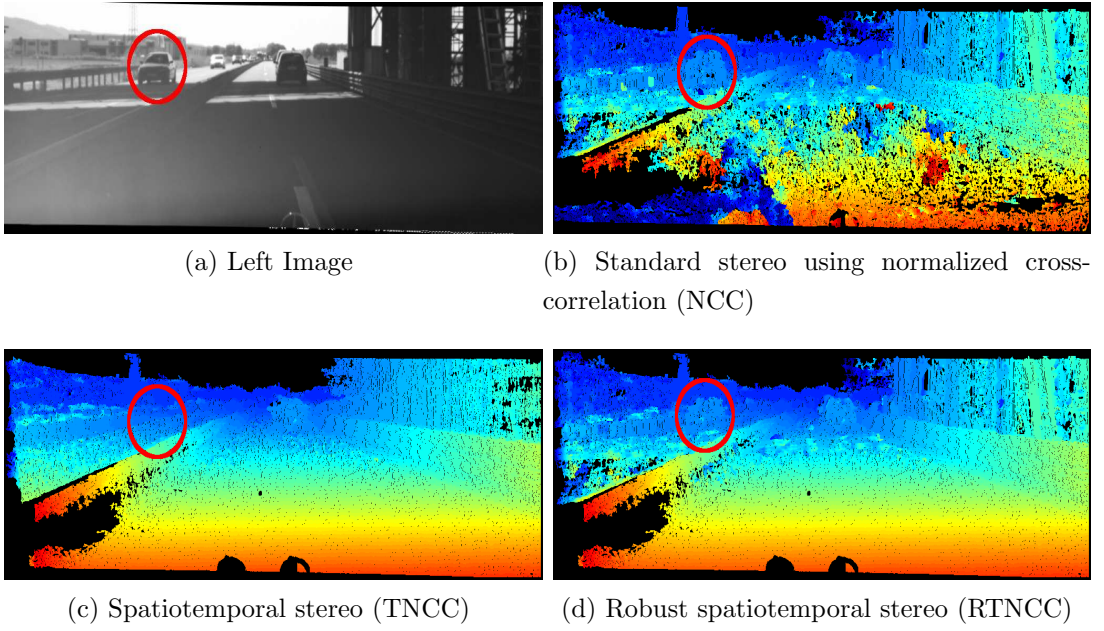 (a) Left Image
(b) Standard stereo using normalized cross-
correlation (NCC)
(c) Spatiotemporal stereo (TNCC)
(d) Robust spatiotemporal stereo (RTNCC)